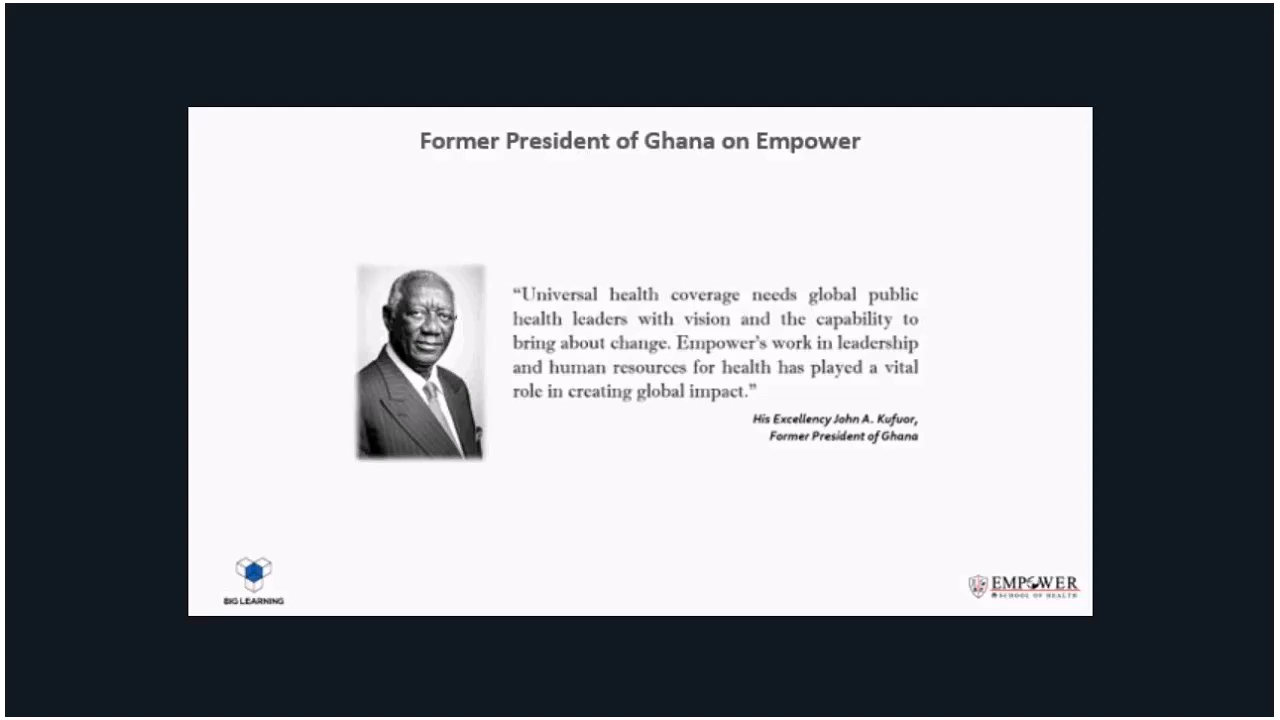 Former President of Ghana on Empower
“Universal health coverage needs global public
health leaders with vision and the capability to
bring about change. Empower’s work in leadership
and human resources for health has played a vital
role in creating global impact.”
His Excellency John A. Kufuor,
Former President of Ghana
BIG LEARNING
EMPOWER
SCHOOL OF HEALTH